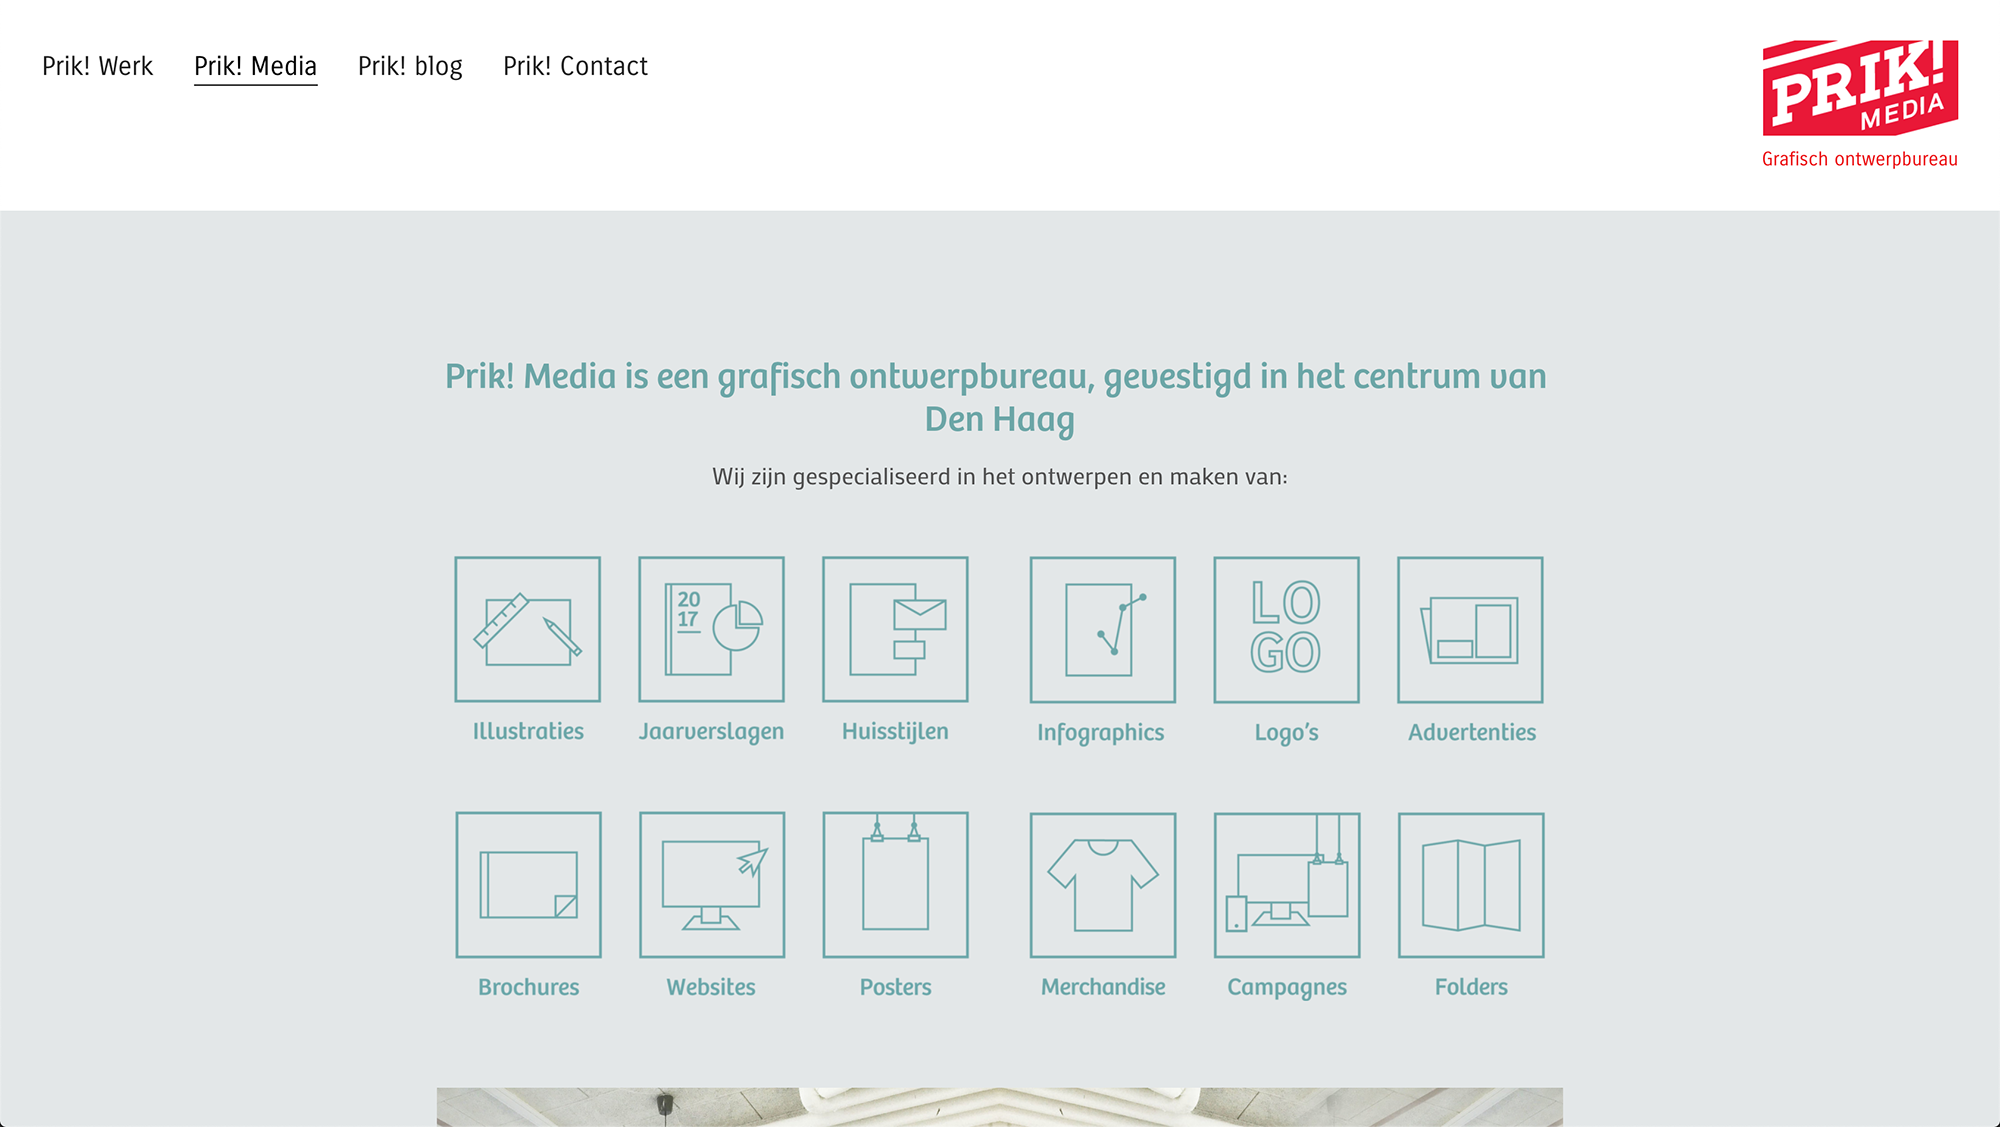 Prik! Werk Prik! Media Prik! blog Prik! Contact
PRIK!
MEDIA
Grafisch ontwerpbureau
Prik! Media is een grafisch ontwerpbureau, gevestigd in het centrum van
Den Haag
Wij zijn gespecialiseerd in het ontwerpen en maken van:
20
17
LO
GO
Illustraties Jaarverslagen Huisstijlen Infographics Logo’s Advertenties
Brochures Websites Posters Merchandise Campagnes Folders